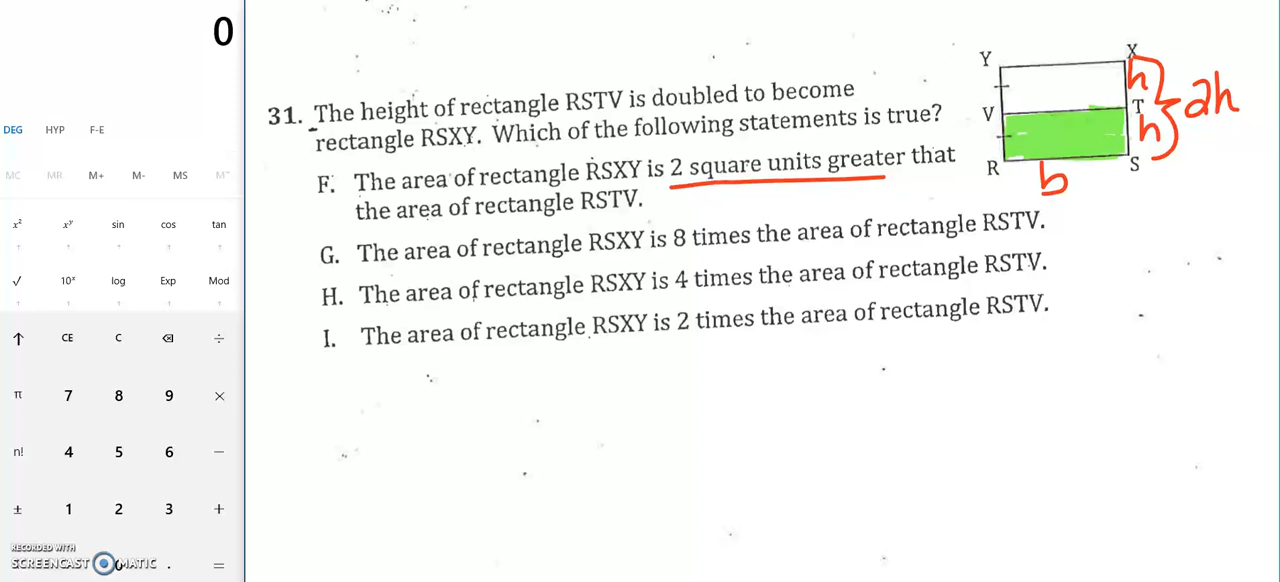 0
DEG HYP F-E
MC MR M+ M- MS M˅
x² xʸ sin cos tan
√ 10ˣ log Exp Mod
↑ CE C ⌫ ÷
π 7 8 9 ×
n! 4 5 6 −
± 1 2 3 +
0 . =
RECORDED WITH
SCREENCAST MATIC
Y X
h
V T 2h
h
R S
b
31. The height of rectangle RSTV is doubled to become
rectangle RSXY. Which of the following statements is true?
F. The area of rectangle RSXY is 2 square units greater that
the area of rectangle RSTV.
G. The area of rectangle RSXY is 8 times the area of rectangle RSTV.
H. The area of rectangle RSXY is 4 times the area of rectangle RSTV.
I. The area of rectangle RSXY is 2 times the area of rectangle RSTV.